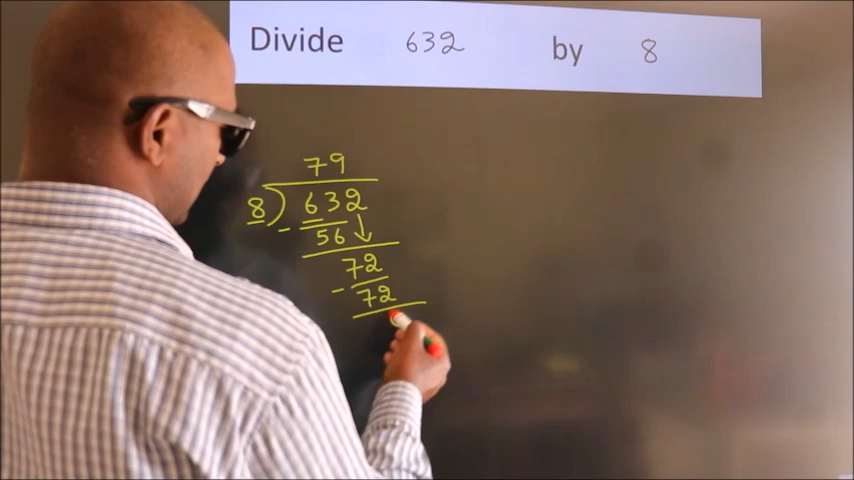 Divide 632 by 8
79
8) 632
- 56 ↓
72
- 72